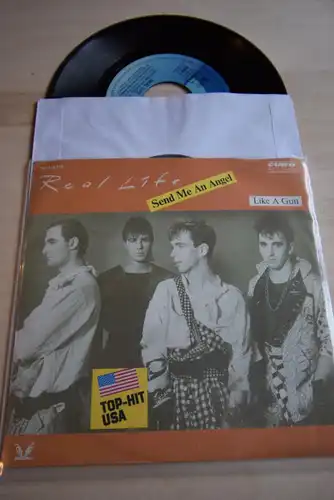 Real Life
Send Me An Angel
Like A Gun
TOP-HIT
USA